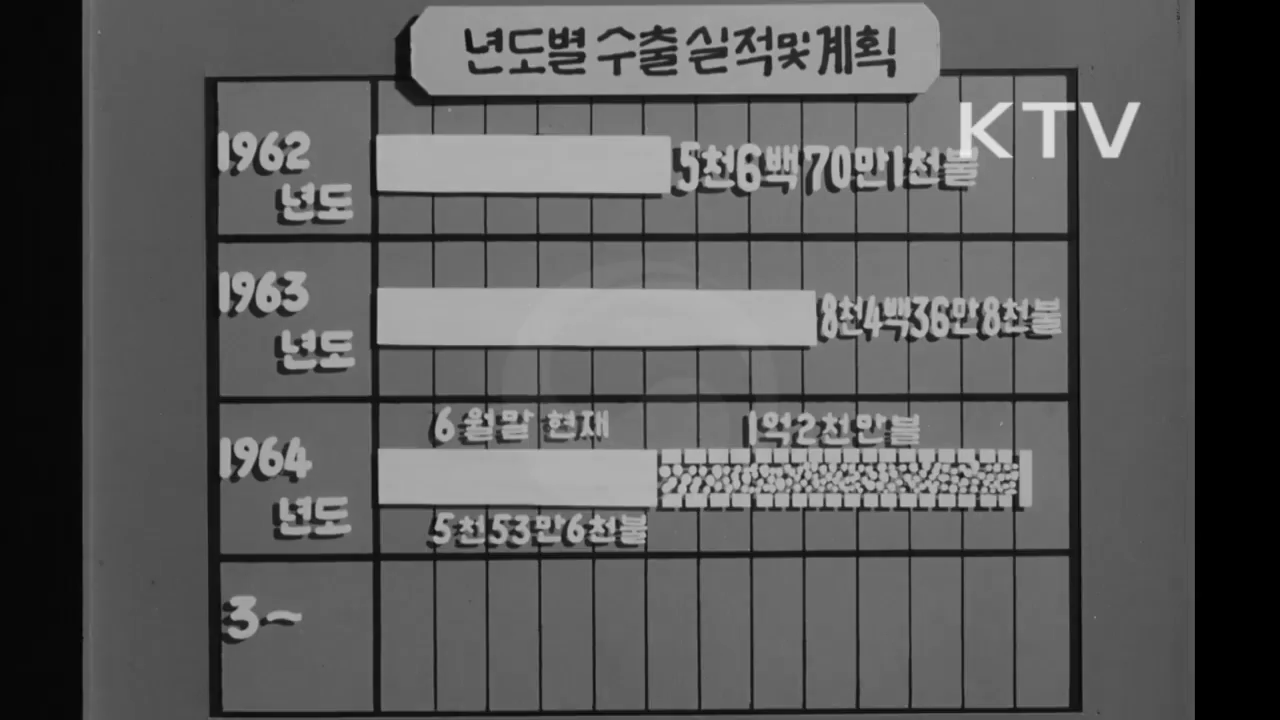 년도별 수출 실적 및 계획
KTV
1962
년도
5천6백70만1천불
1963
년도
8천4백36만8천불
1964
년도
6월말 현재
1억2천만불
5천53만6천불
3~